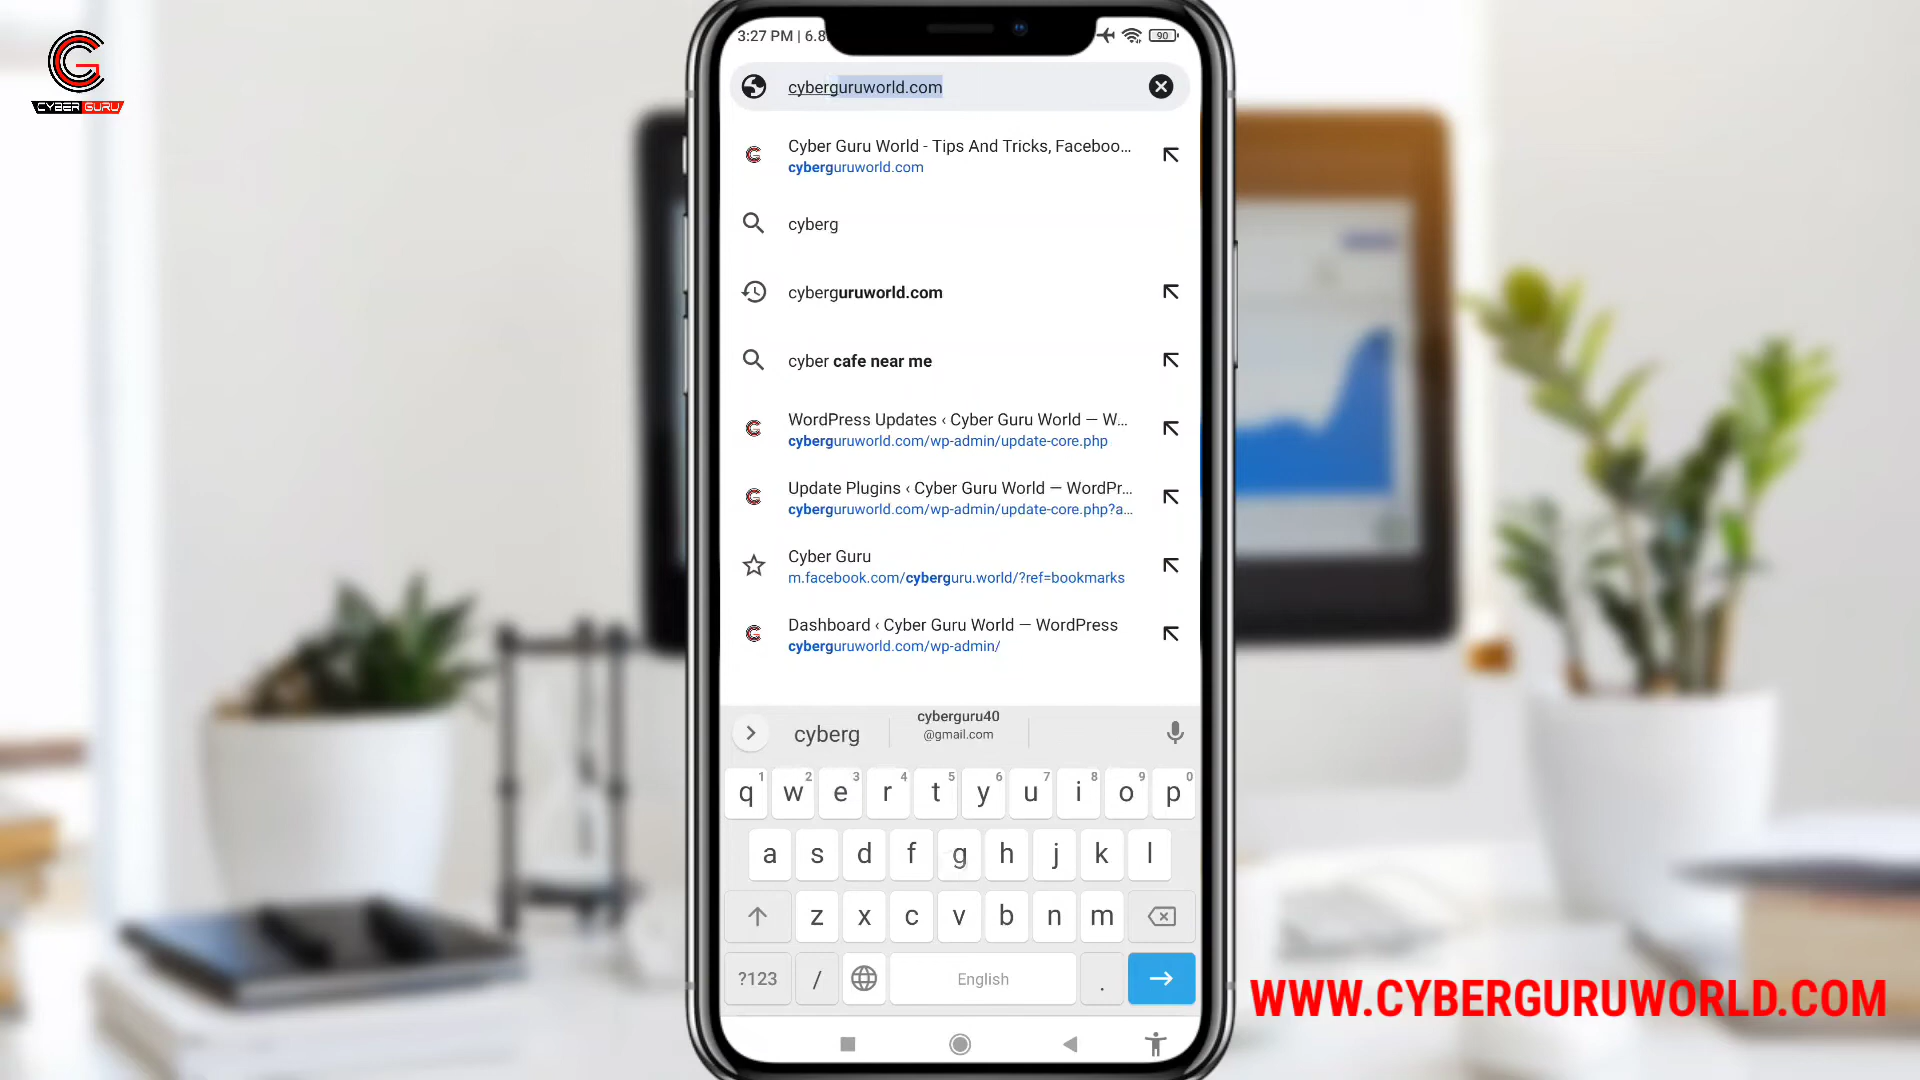 CYBER GURU
3:27 PM | 6.8
90
cyberguruworld.com
Cyber Guru World - Tips And Tricks, Faceboo...
cyberguruworld.com
cyberg
cyberguruworld.com
cyber cafe near me
WordPress Updates ‹ Cyber Guru World — W...
cyberguruworld.com/wp-admin/update-core.php
Update Plugins ‹ Cyber Guru World — WordPr...
cyberguruworld.com/wp-admin/update-core.php?a...
Cyber Guru
m.facebook.com/cyberguru.world/?ref=bookmarks
Dashboard ‹ Cyber Guru World — WordPress
cyberguruworld.com/wp-admin/
cyberg
cyberguru40
@gmail.com
1 2 3 4 5 6 7 8 9 0
q w e r t y u i o p
a s d f g h j k l
z x c v b n m
?123 / English .
WWW.CYBERGURUWORLD.COM